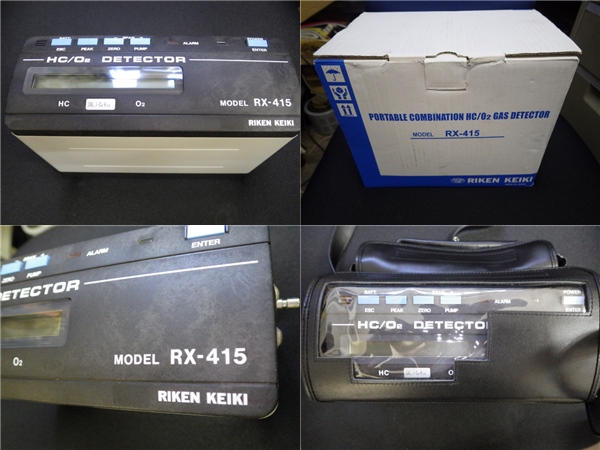 BATT.
ESC PEAK ZERO PUMP ALARM ENTER
HC/O2 DETECTOR
HC O2
MODEL RX-415
RIKEN KEIKI
PORTABLE COMBINATION HC/O2 GAS DETECTOR
MODEL RX-415
RIKEN KEIKI
ALARM ENTER
ZERO PUMP
DETECTOR
O2
MODEL RX-415
RIKEN KEIKI
BATT. POWER
ESC PEAK ZERO PUMP ALARM ENTER
HC/O2 DETECTOR
HC O